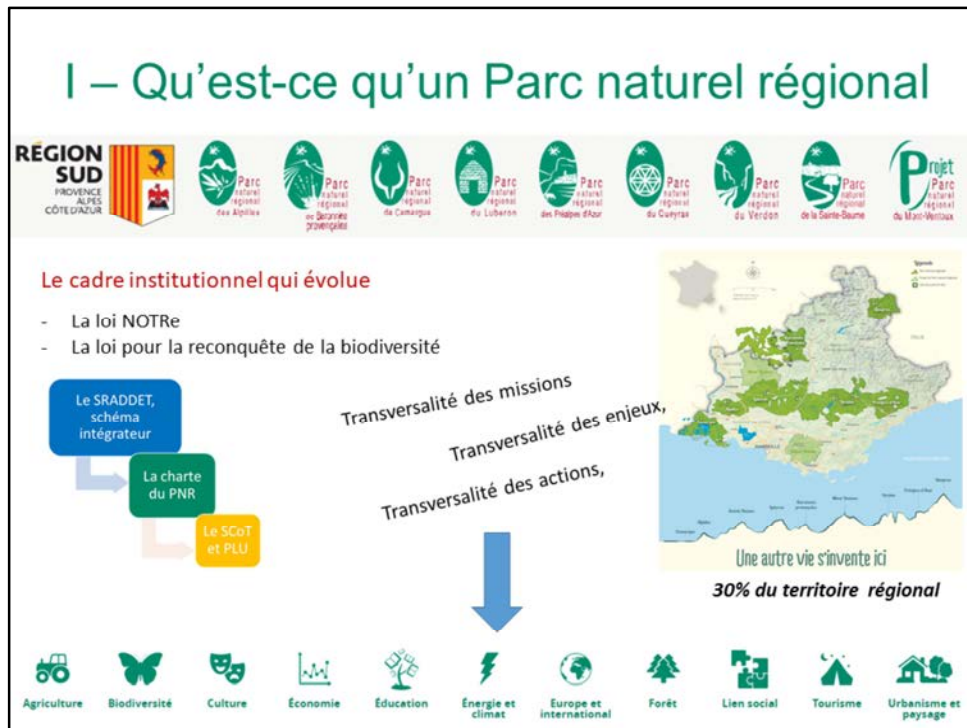 I – Qu'est-ce qu'un Parc naturel régional
RÉGION
SUD
PROVENCE
ALPES
CÔTE D'AZUR
Parc
naturel
régional
des Alpilles
Parc
naturel
régional
des Baronnies
provençales
Parc
naturel
régional
de Camargue
Parc
naturel
régional
du Luberon
Parc
naturel
régional
des Préalpes d'Azur
Parc
naturel
régional
du Queyras
Parc
naturel
régional
du Verdon
Parc
naturel
régional
de la Sainte-Baume
Projet
Parc
naturel
régional
du Mont-Ventoux
Le cadre institutionnel qui évolue
- La loi NOTRe
- La loi pour la reconquête de la biodiversité
Le SRADDET,
schéma
intégrateur
La charte
du PNR
Le SCoT
et PLU
Transversalité des missions
Transversalité des enjeux,
Transversalité des actions,
Une autre vie s'invente ici
30% du territoire régional
Agriculture
Biodiversité
Culture
Économie
Éducation
Énergie et
climat
Europe et
international
Forêt
Lien social
Tourisme
Urbanisme et
paysage